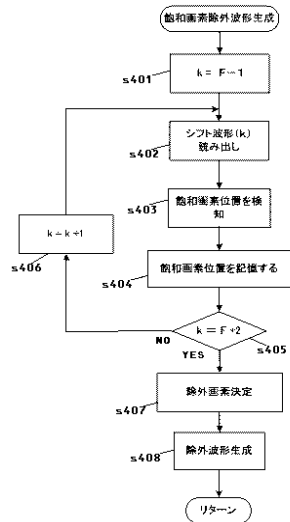 飽和画素除外波形生成
k = F−1
s401
シフト波形(k)
読み出し
s402
飽和画素位置を検
知
s403
k = k+1
s406
飽和画素位置を記憶する
s404
k = F+2
s405
NO
YES
除外画素決定
s407
除外波形生成
s408
リターン